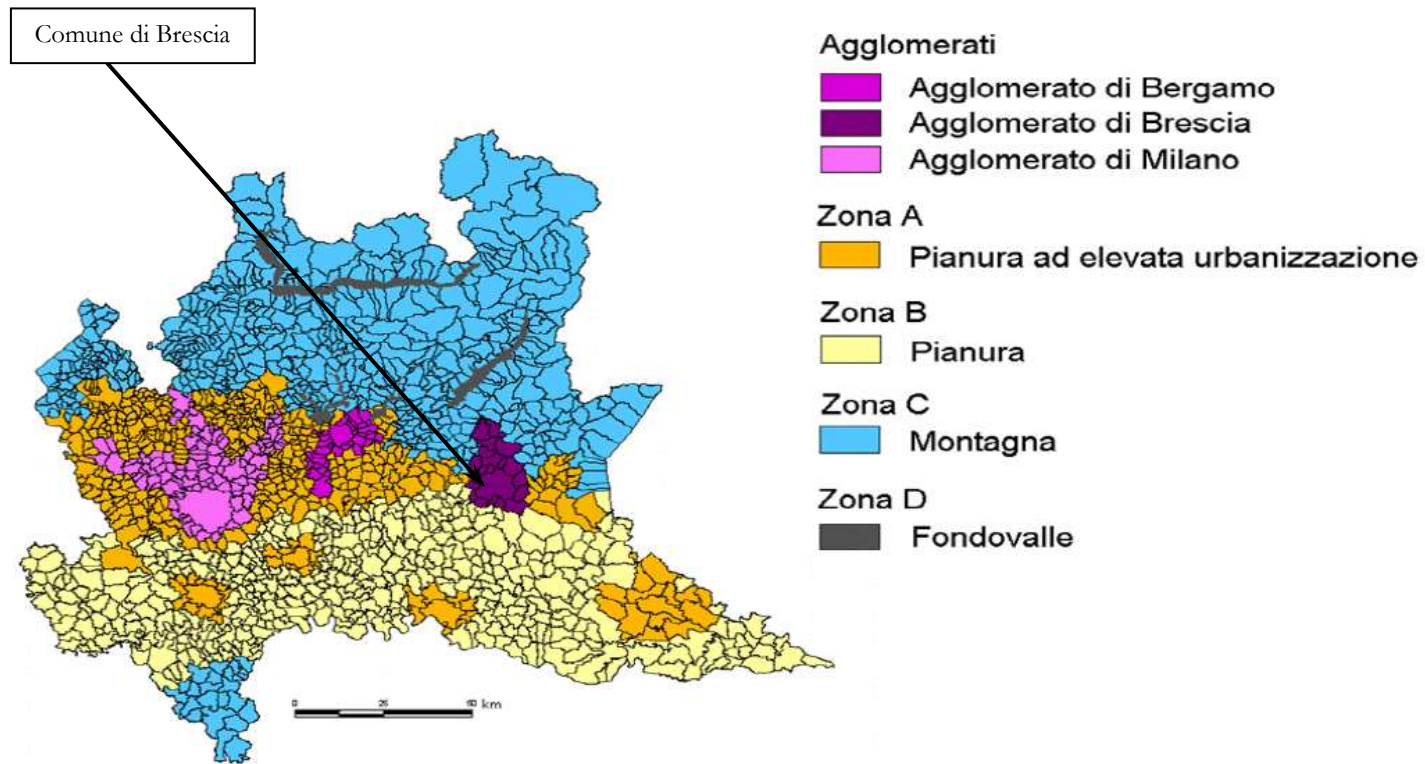 Comune di Brescia
Agglomerati
Agglomerato di Bergamo
Agglomerato di Brescia
Agglomerato di Milano
Zona A
Pianura ad elevata urbanizzazione
Zona B
Pianura
Zona C
Montagna
Zona D
Fondovalle
0 25 50 km